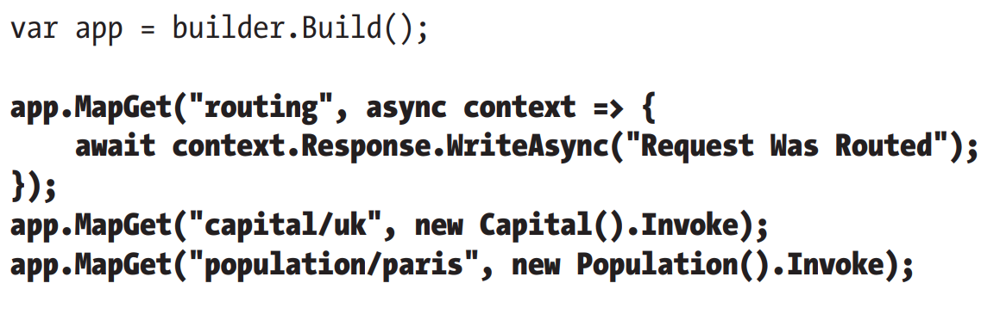 var app = builder.Build();
app.MapGet("routing", async context => {
    await context.Response.WriteAsync("Request Was Routed");
});
app.MapGet("capital/uk", new Capital().Invoke);
app.MapGet("population/paris", new Population().Invoke);